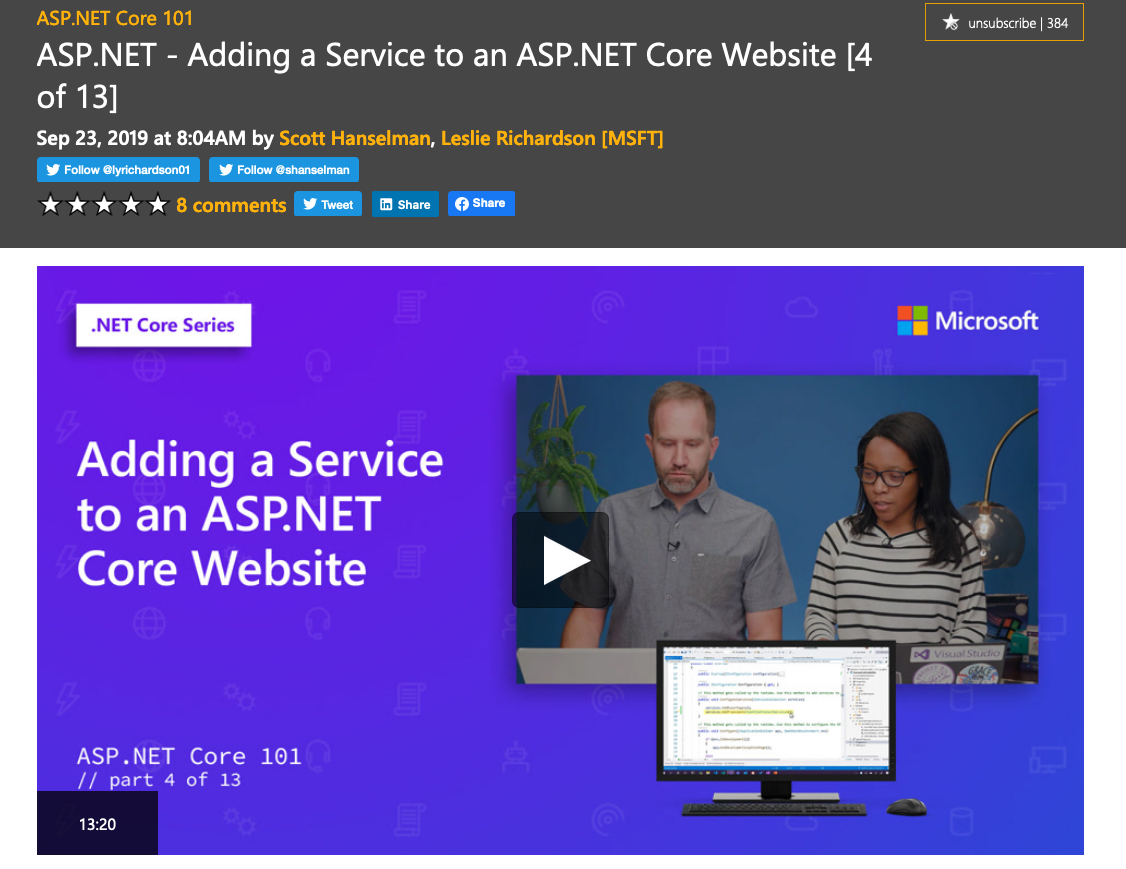 ASP.NET Core 101
unsubscribe | 384
ASP.NET - Adding a Service to an ASP.NET Core Website [4
of 13]
Sep 23, 2019 at 8:04AM by Scott Hanselman, Leslie Richardson [MSFT]
Follow @lyrichardson01 Follow @shanselman
8 comments Tweet Share Share
.NET Core Series
Microsoft
Adding a Service
to an ASP.NET
Core Website
Visual Studio
GRACE
ASP.NET Core 101
// part 4 of 13
13:20